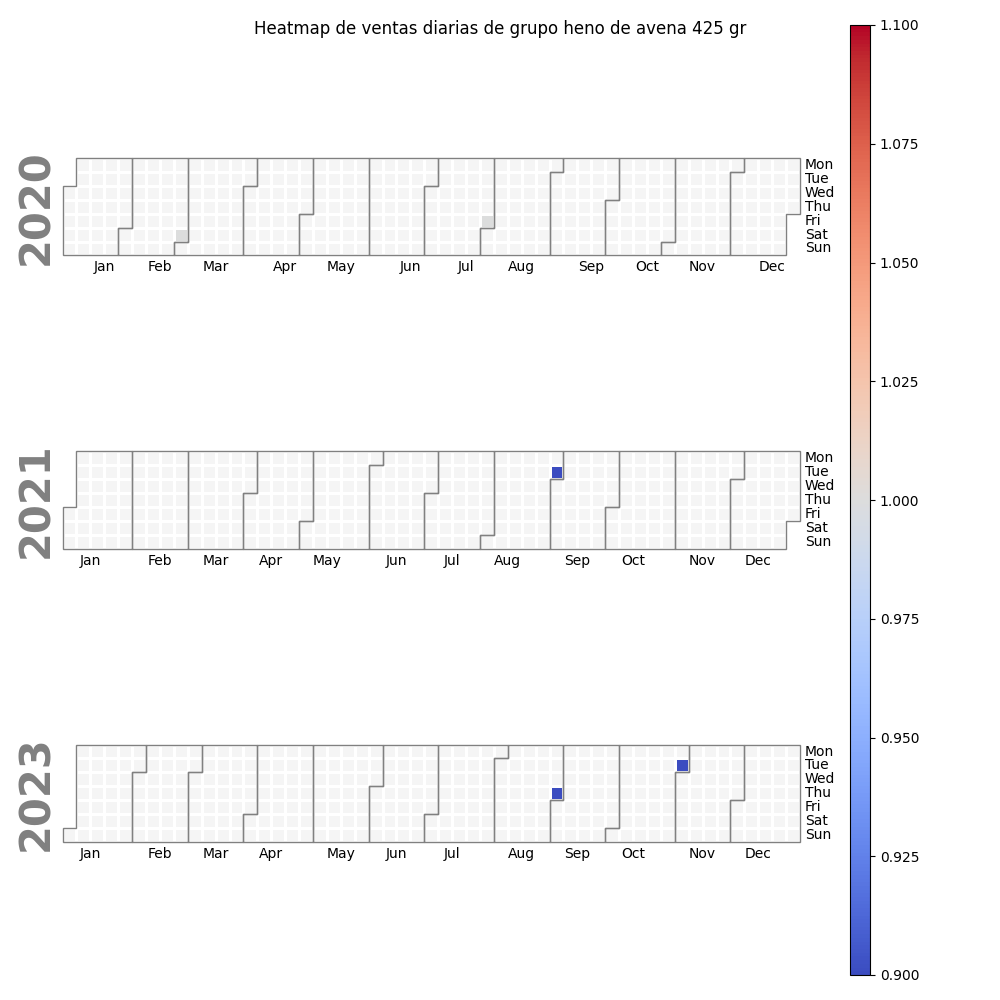 Heatmap de ventas diarias de grupo heno de avena 425 gr
2020
Mon
Tue
Wed
Thu
Fri
Sat
Sun
Jan Feb Mar Apr May Jun Jul Aug Sep Oct Nov Dec
2021
Mon
Tue
Wed
Thu
Fri
Sat
Sun
Jan Feb Mar Apr May Jun Jul Aug Sep Oct Nov Dec
2023
Mon
Tue
Wed
Thu
Fri
Sat
Sun
Jan Feb Mar Apr May Jun Jul Aug Sep Oct Nov Dec
1.100
1.075
1.050
1.025
1.000
0.975
0.950
0.925
0.900